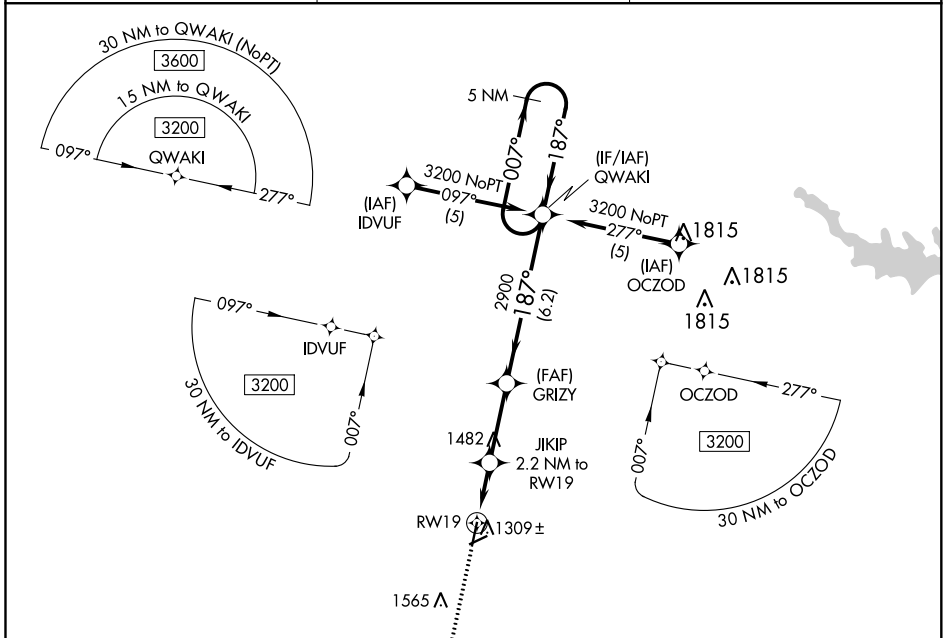 30 NM to QWAKI (NoPT)
3600
15 NM to QWAKI
3200
QWAKI
097°
277°
5 NM
007°
187°
(IF/IAF)
QWAKI
3200 NoPT
097°
(5)
(IAF)
IDVUF
3200 NoPT
277°
(5)
(IAF)
OCZOD
1815
1815
1815
2900
187°
(6.2)
097°
IDVUF
3200
007°
30 NM to IDVUF
(FAF)
GRIZY
1482
JIKIP
2.2 NM to
RW19
RW19
1309±
1565
OCZOD
277°
007°
3200
30 NM to OCZOD